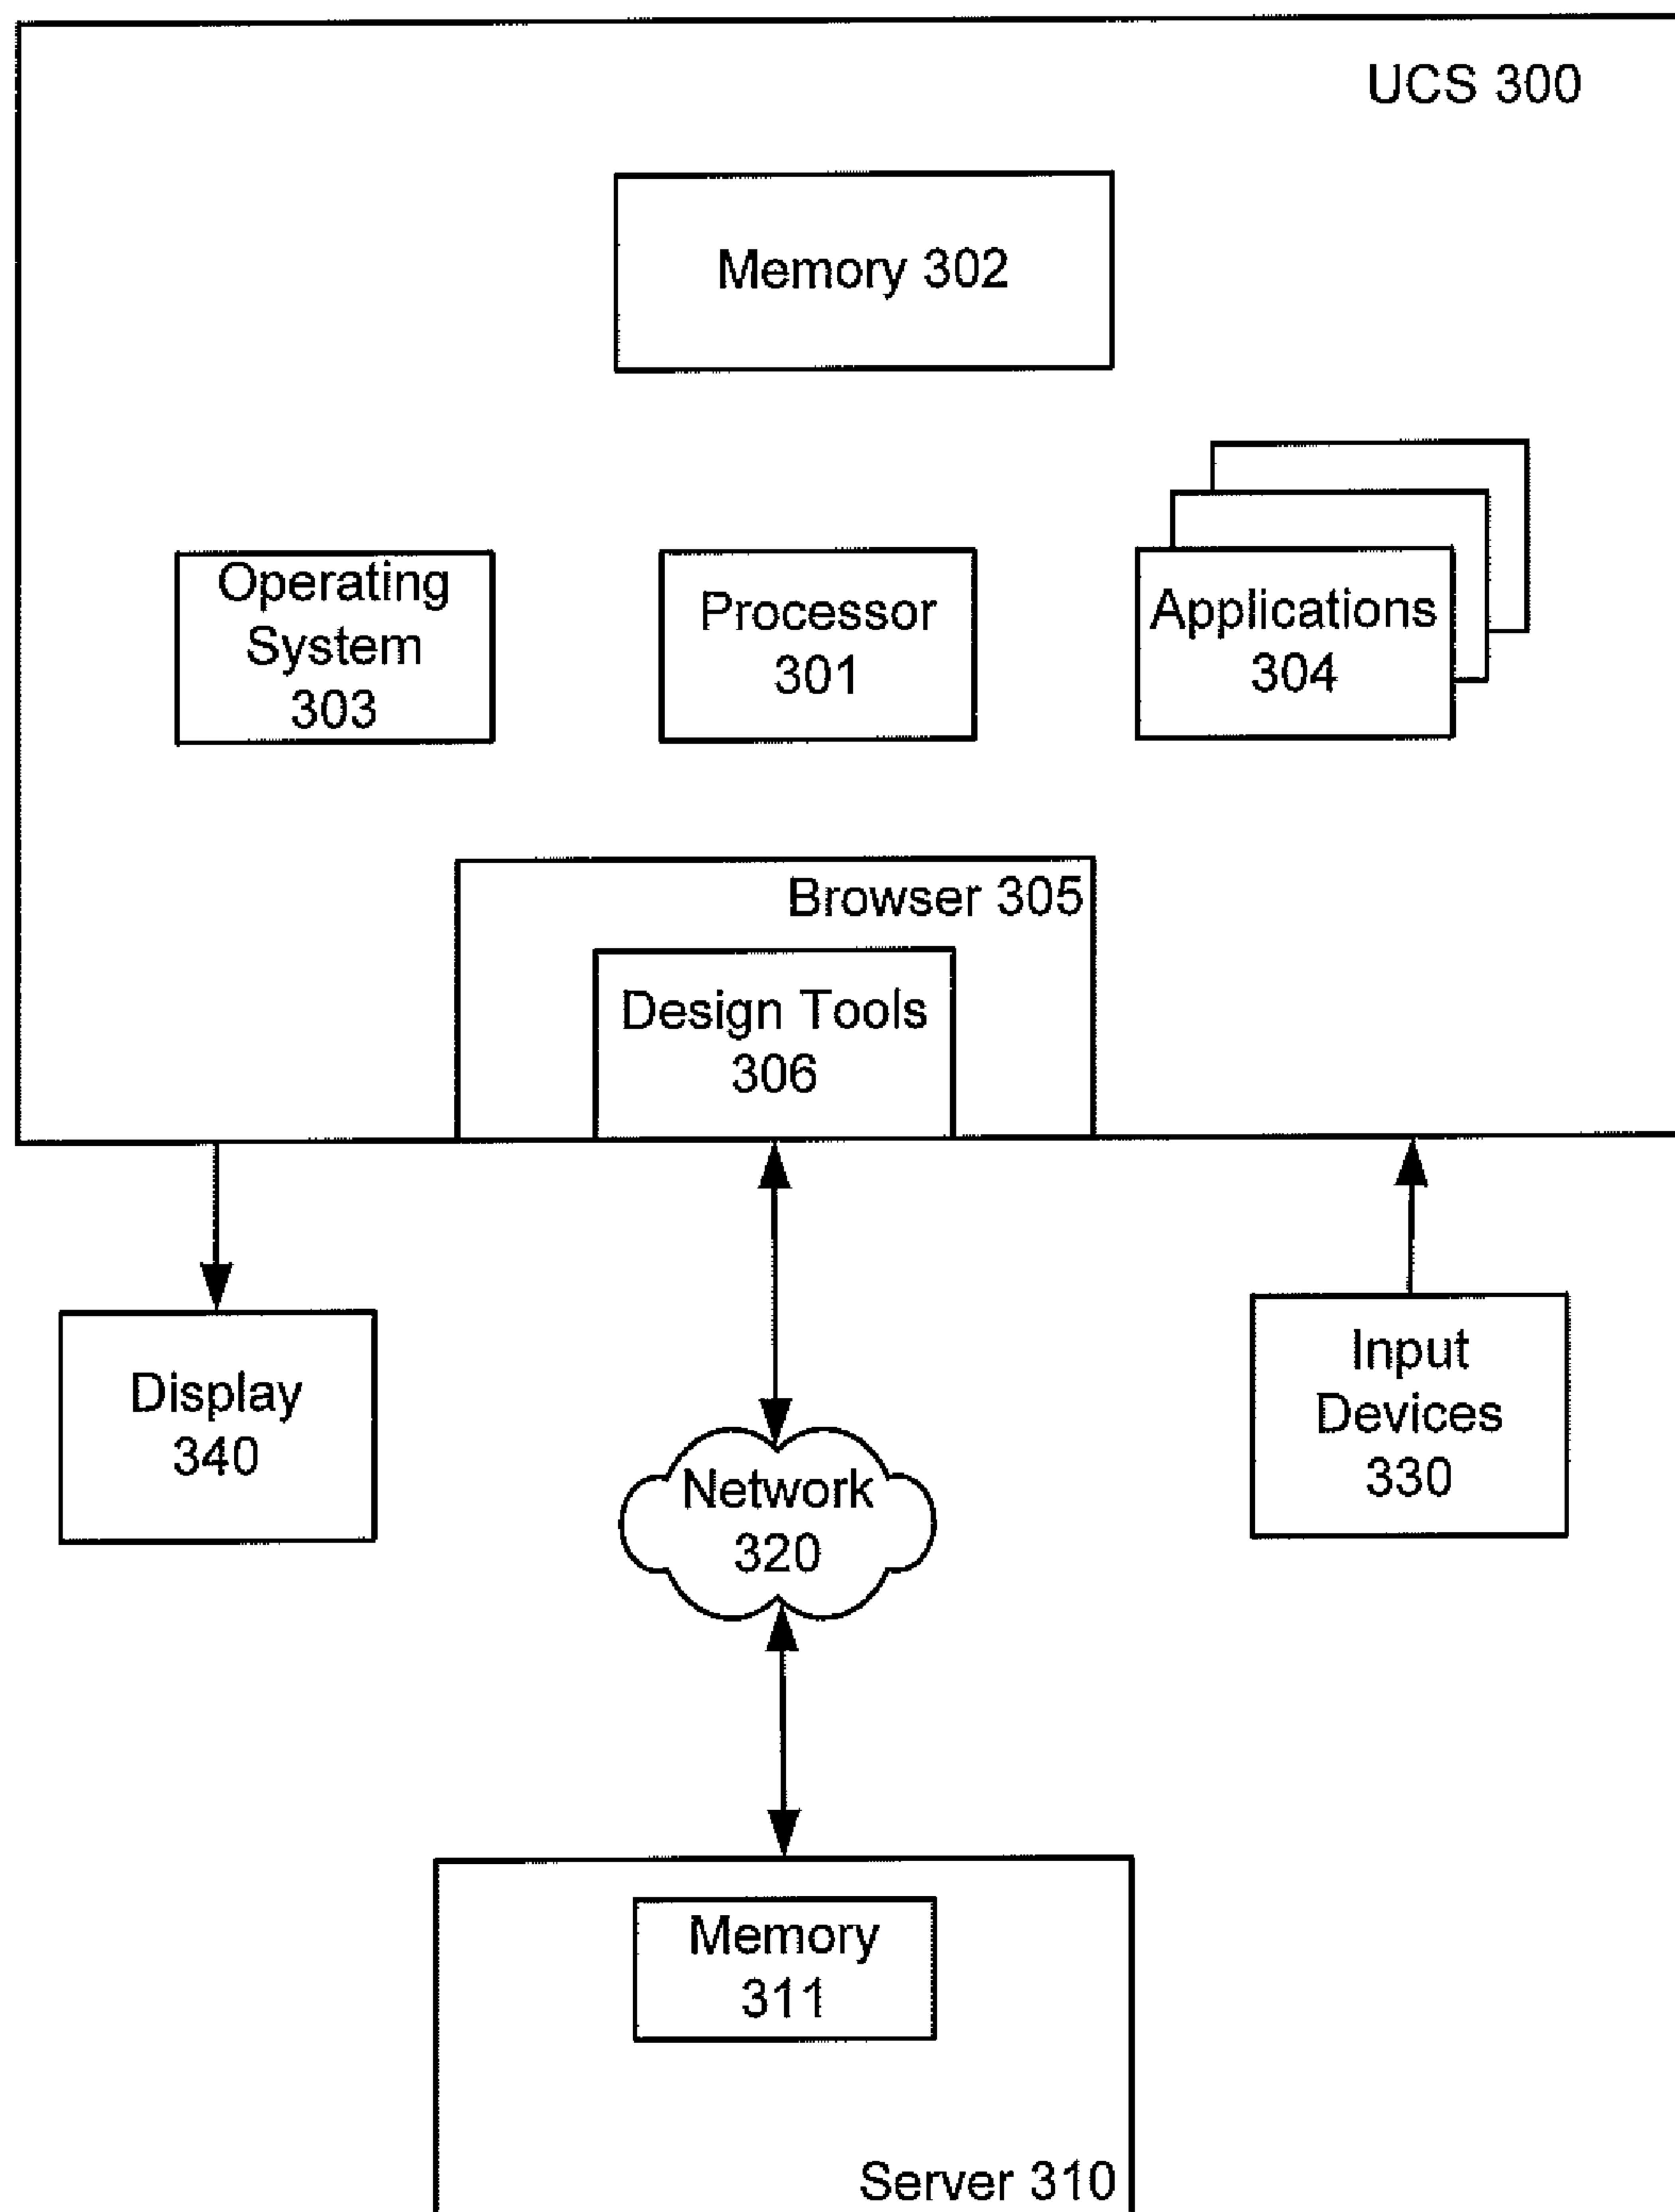 UCS 300
Memory 302
Operating
System
303
Processor
301
Applications
304
Browser 305
Design Tools
306
Display
340
Network
320
Input
Devices
330
Memory
311
Server 310